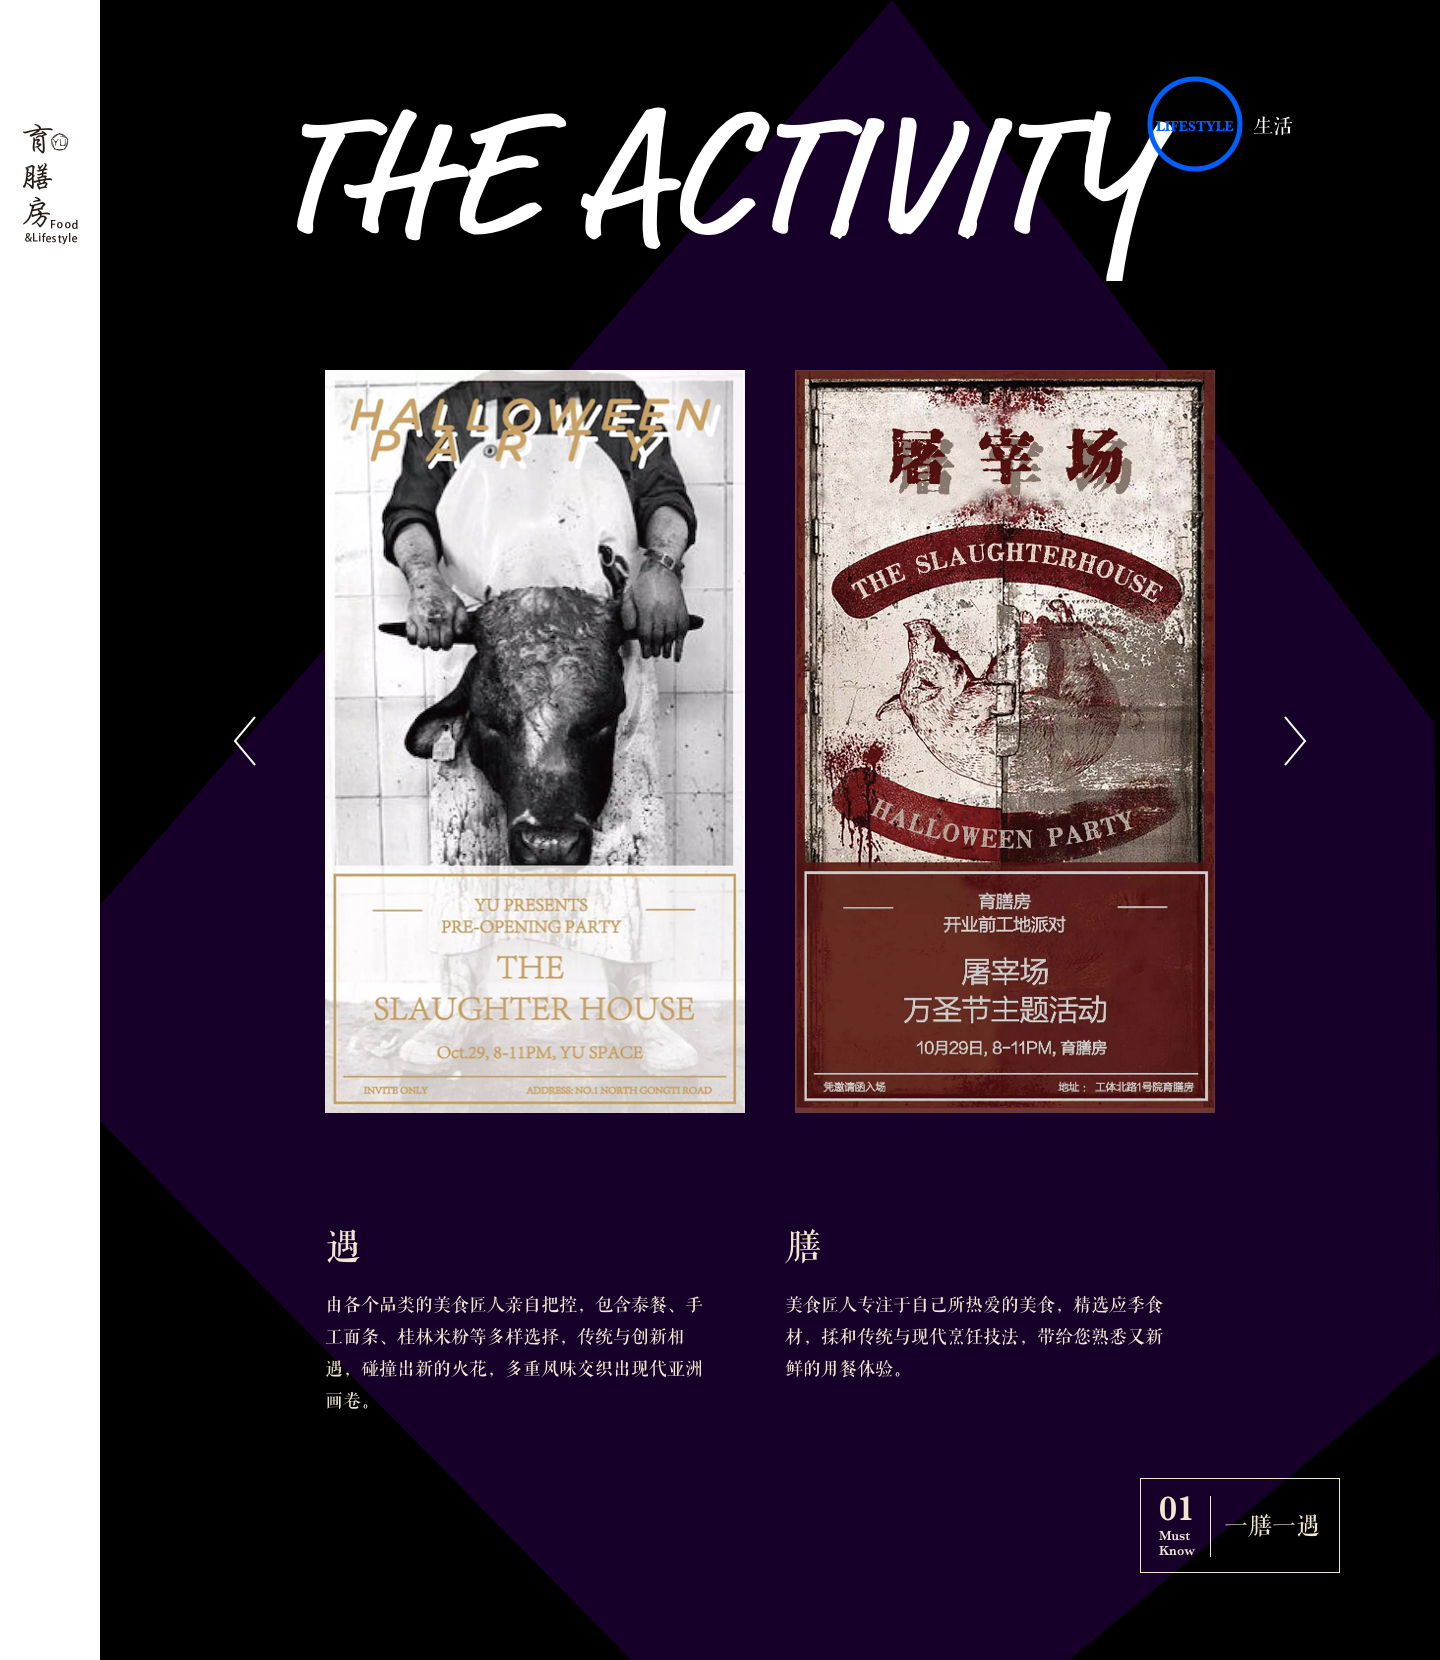 育
YU
膳
房
Food
&Lifestyle
THE ACTIVITY
LIFESTYLE
生活
HALLOWEEN
PARTY
YU PRESENTS
PRE-OPENING PARTY
THE
SLAUGHTER HOUSE
Oct.29, 8-11PM, YU SPACE
INVITE ONLY
ADDRESS: NO.1 NORTH GONGTI ROAD
屠宰场
THE SLAUGHTERHOUSE
HALLOWEEN PARTY
育膳房
开业前工地派对
屠宰场
万圣节主题活动
10月29日, 8-11PM, 育膳房
凭邀请函入场
地址： 工体北路1号院育膳房
遇
由各个品类的美食匠人亲自把控，包含泰餐、手
工面条、桂林米粉等多样选择，传统与创新相
遇，碰撞出新的火花，多重风味交织出现代亚洲
画卷。
膳
美食匠人专注于自己所热爱的美食，精选应季食
材，揉和传统与现代烹饪技法，带给您熟悉又新
鲜的用餐体验。
01
Must
Know
一膳一遇